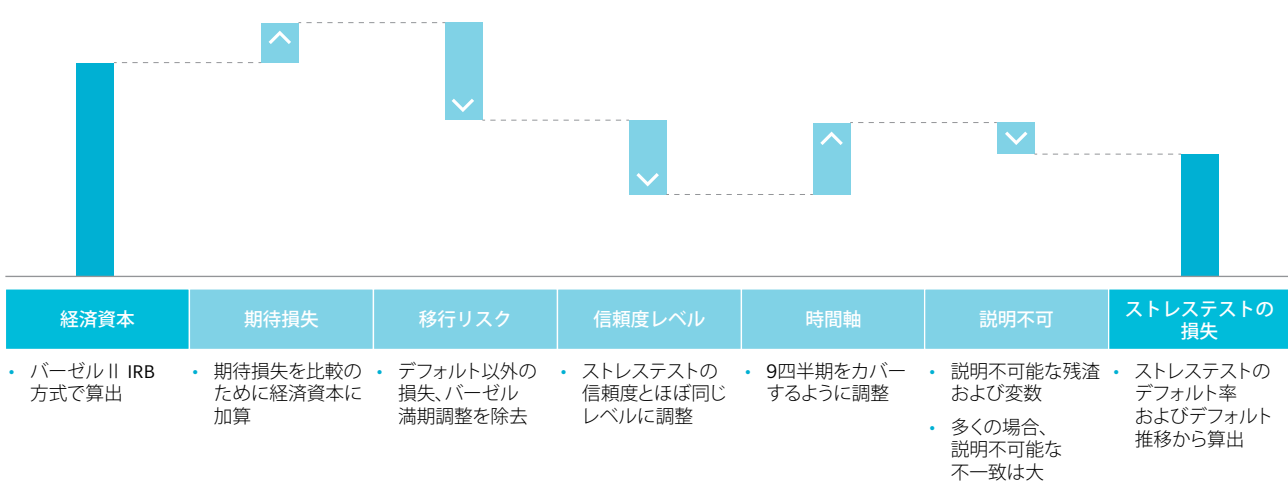 経済資本
期待損失
移行リスク
信頼度レベル
時間軸
説明不可
ストレステストの
損失
• バーゼルⅡ IRB
方式で算出
• 期待損失を比較の
ために経済資本に
加算
• デフォルト以外の
損失、バーゼル
満期調整を除去
• ストレステストの
信頼度とほぼ同じ
レベルに調整
• 9四半期をカバー
するように調整
• 説明不可能な残渣
および変数
• 多くの場合、
説明不可能な
不一致は大
• ストレステストの
デフォルト率
およびデフォルト
推移から算出